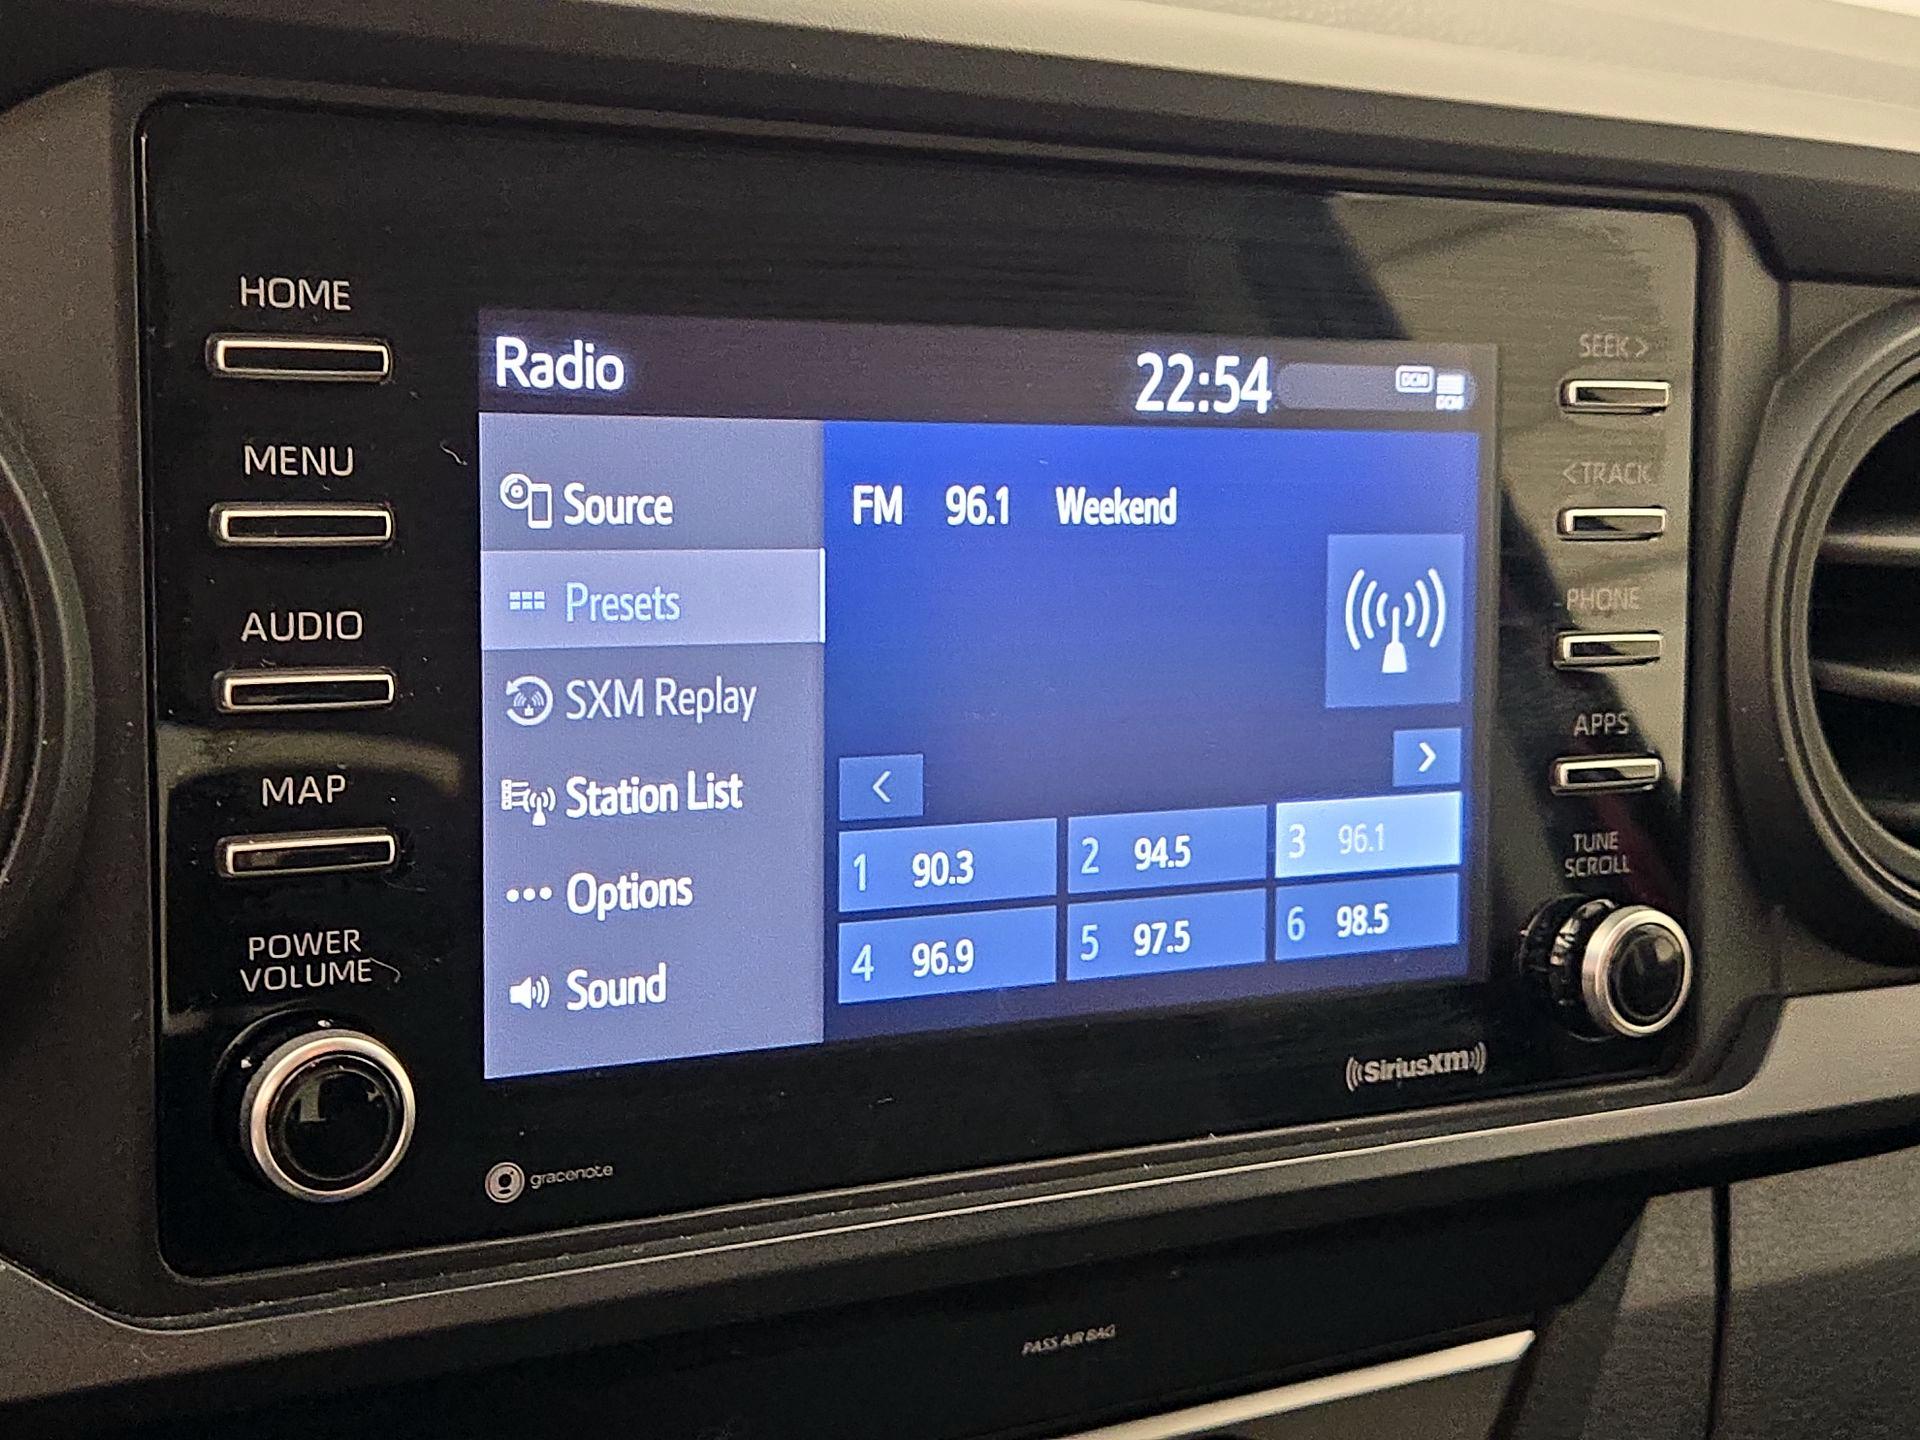 HOME
MENU
AUDIO
MAP
POWER
VOLUME
Radio 22:54 DCM
DCM
Source
Presets
SXM Replay
Station List
Options
Sound
FM 96.1 Weekend
< >
1 90.3 2 94.5 3 96.1
4 96.9 5 97.5 6 98.5
SEEK >
< TRACK
PHONE
APPS
TUNE
SCROLL
SiriusXM
gracenote
PASS AIR BAG